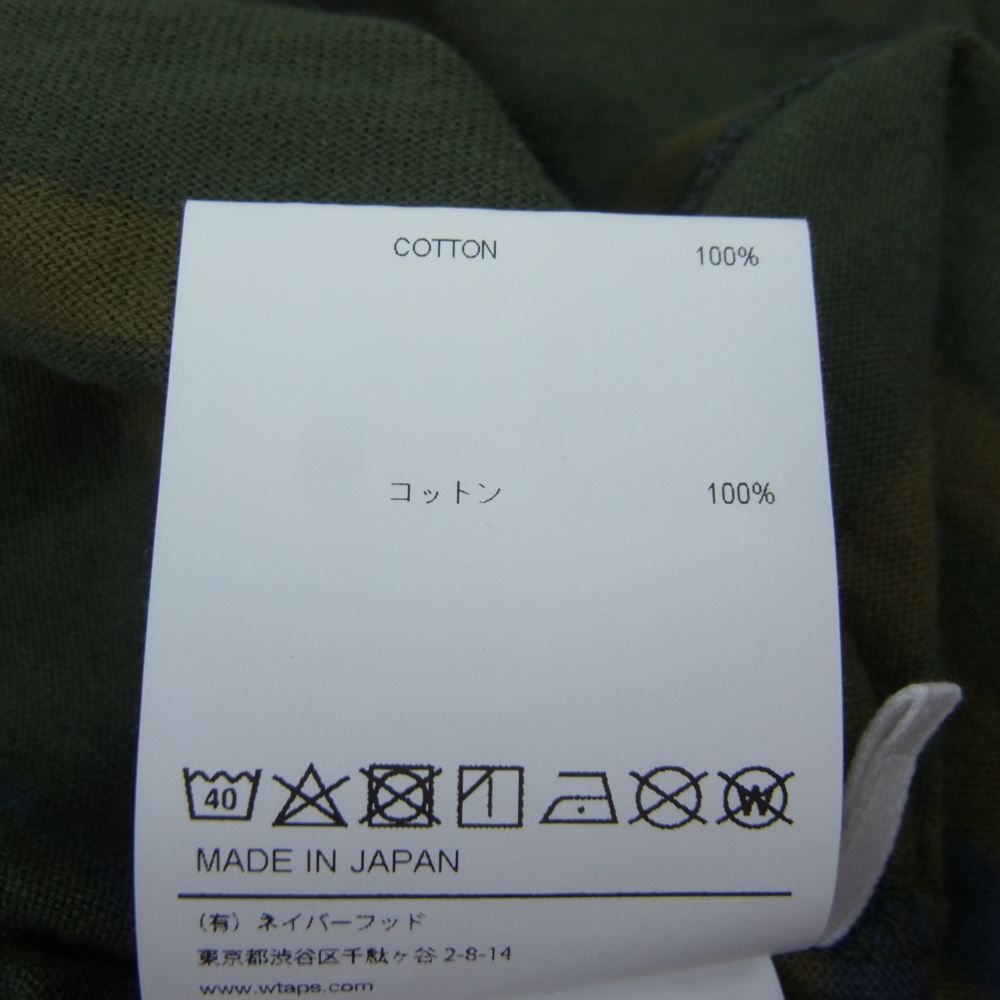 COTTON 100%
コットン 100%
40 W
MADE IN JAPAN
(有) ネイバーフッド
東京都渋谷区千駄ヶ谷 2-8-14
www.wtaps.com